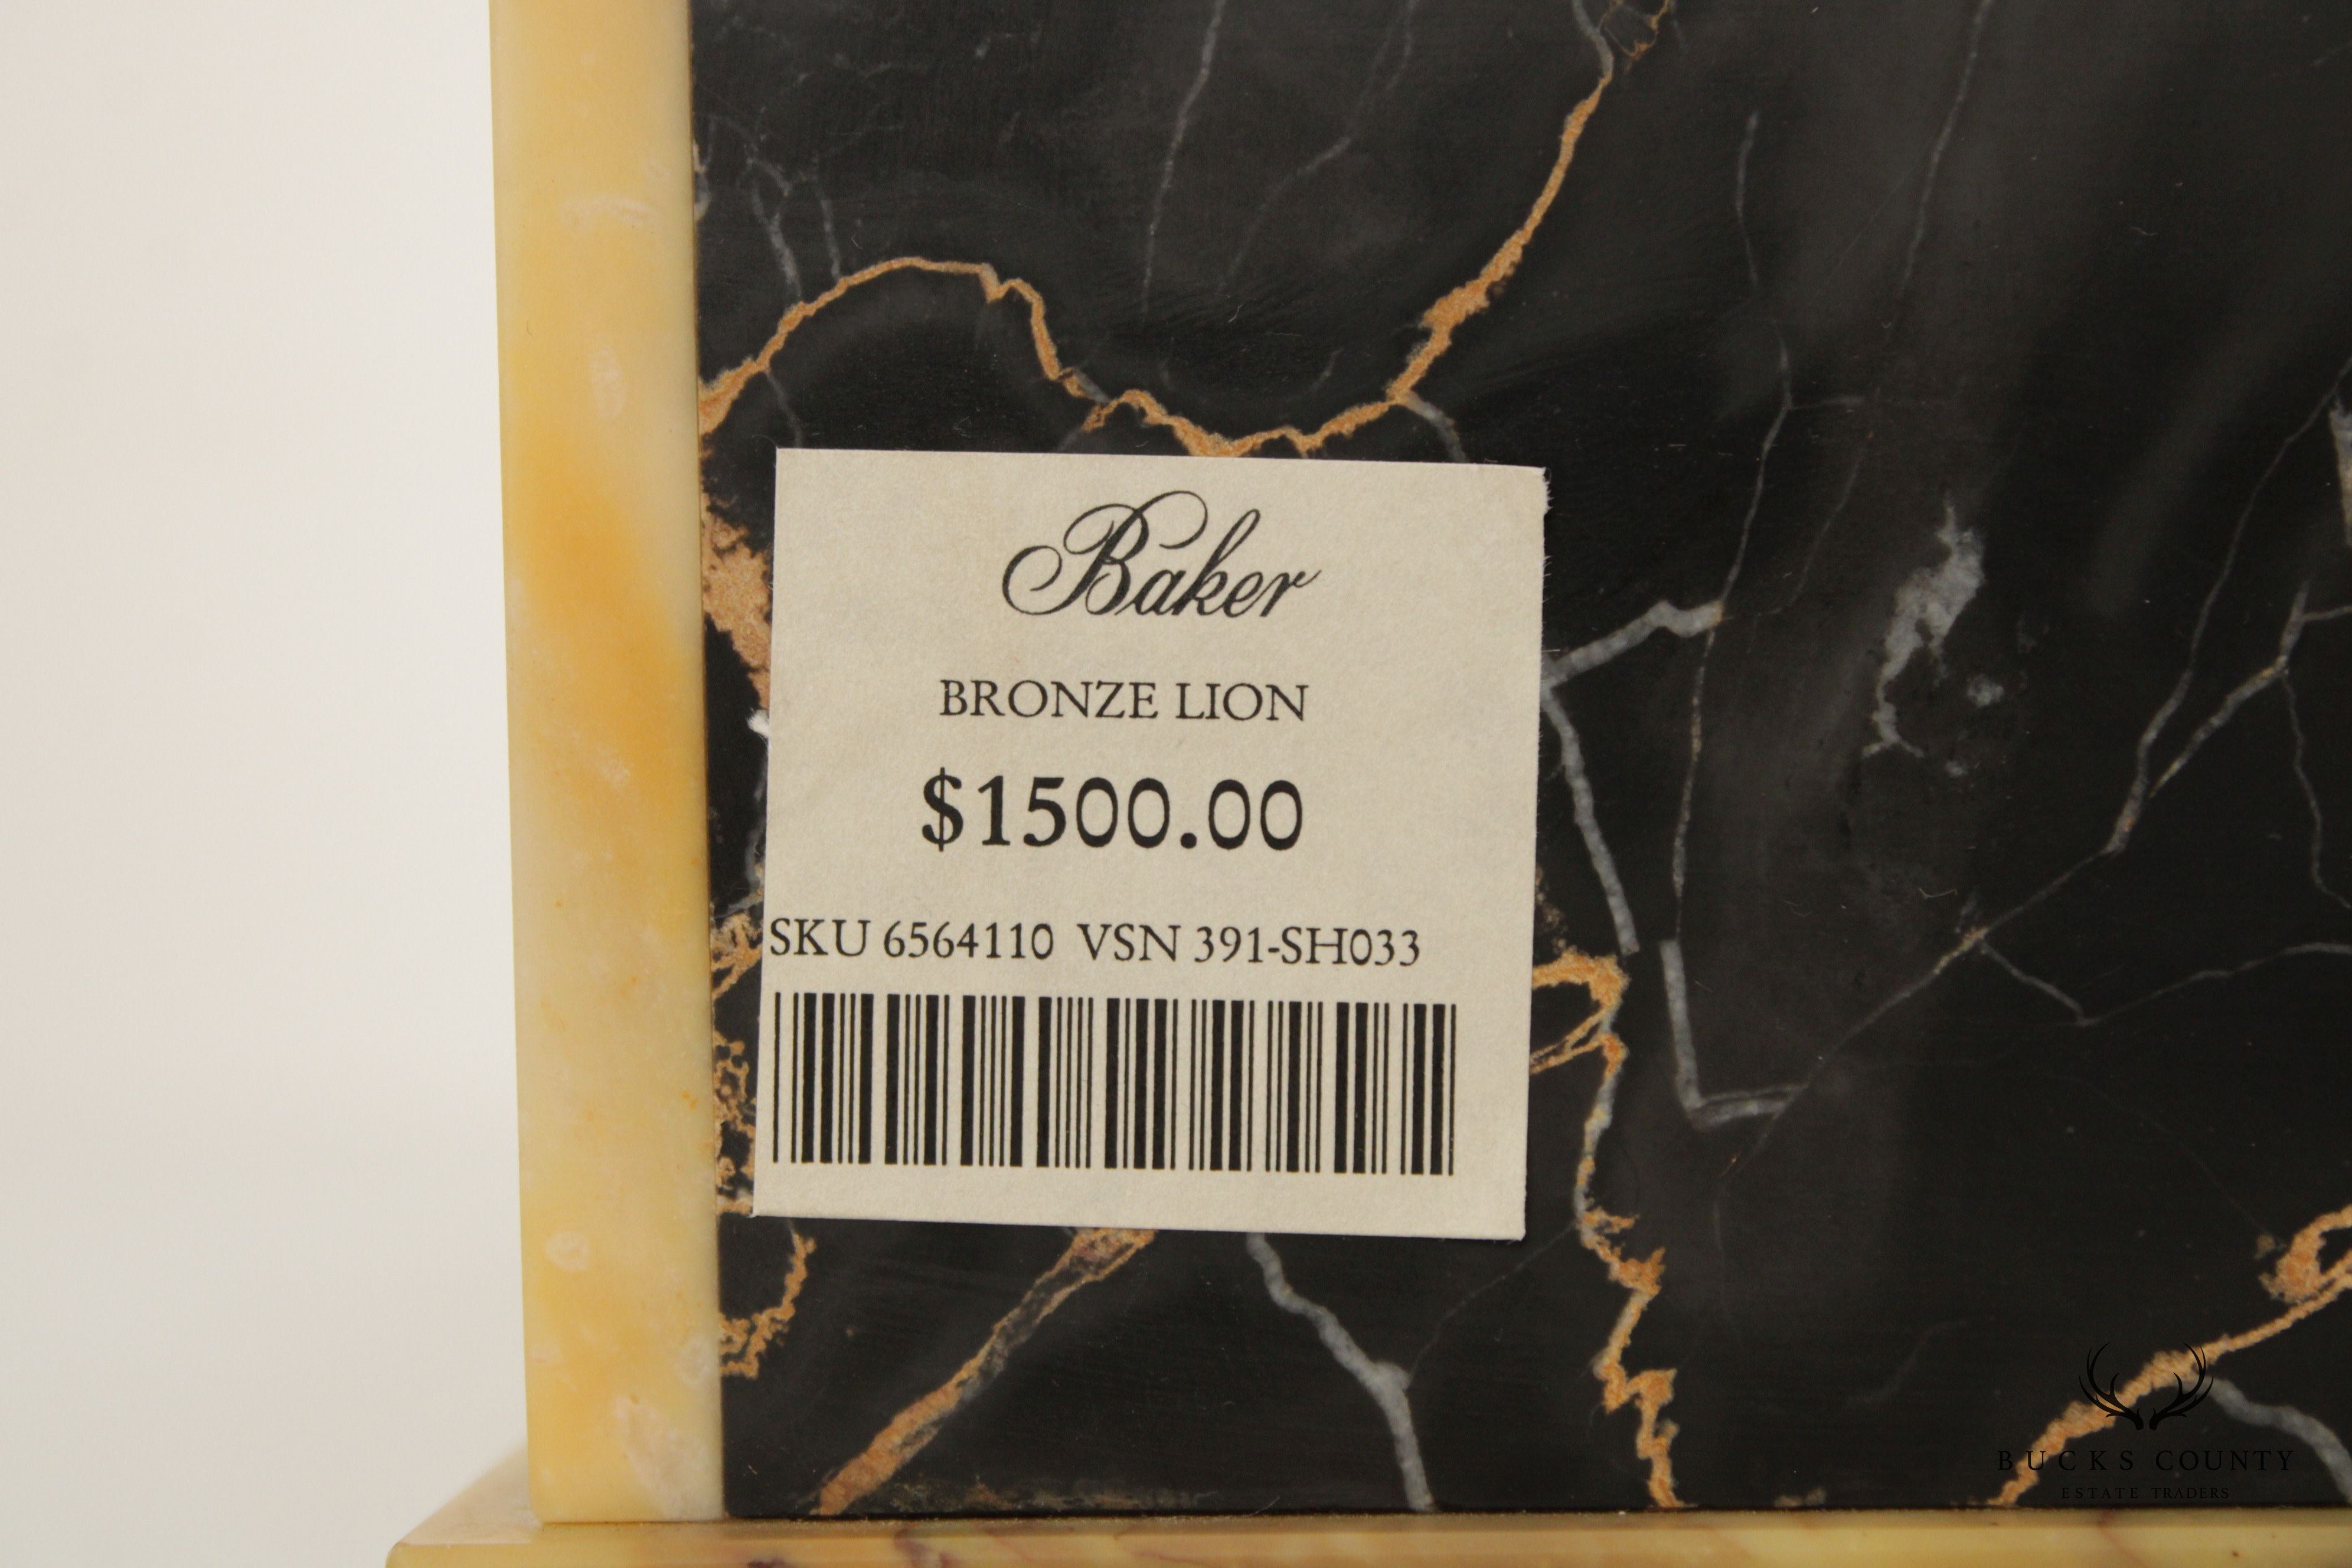 Baker
BRONZE LION
$1500.00
SKU 6564110 VSN 391-SH033
BUCKS COUNTY
ESTATE TRADERS